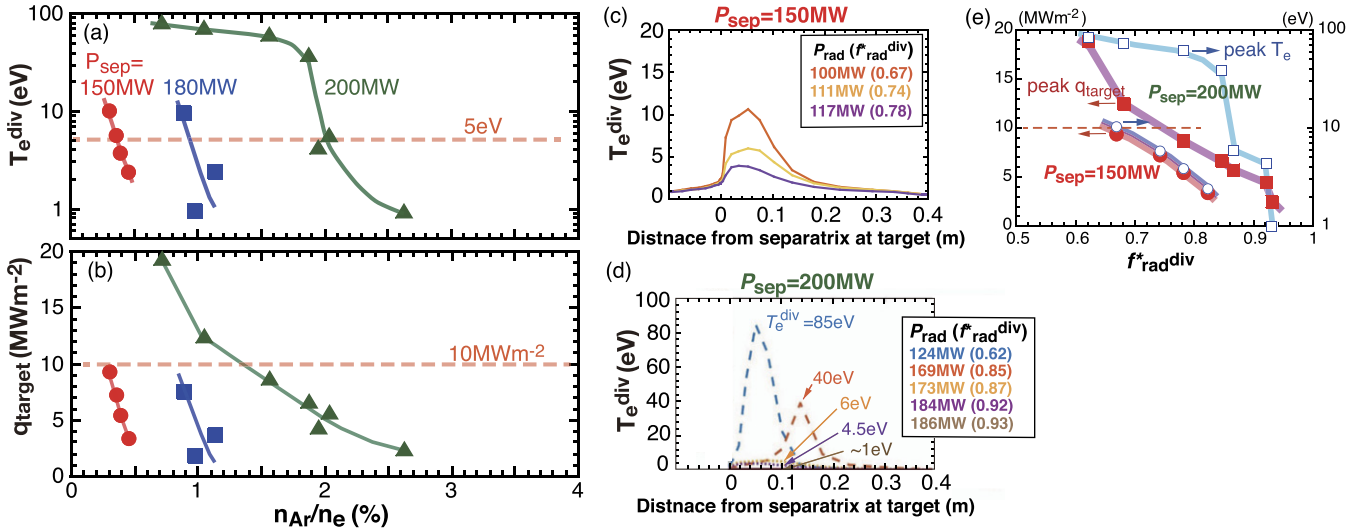 (a)
100
10
1
T_e^div (eV)
P_sep=
150MW
180MW
200MW
5eV
(b)
20
15
10
5
0
q_target (MWm-2)
10MWm-2
0
1
2
3
4
n_Ar/n_e (%)
(c)
P_sep=150MW
20
15
10
5
0
T_e^div (eV)
P_rad (f*_rad^div)
100MW (0.67)
111MW (0.74)
117MW (0.78)
0
0.1
0.2
0.3
0.4
Distnace from separatrix at target (m)
(d)
P_sep=200MW
100
80
60
40
20
0
T_e^div (eV)
T_e^div =85eV
40eV
6eV
4.5eV
~1eV
P_rad (f*_rad^div)
124MW (0.62)
169MW (0.85)
173MW (0.87)
184MW (0.92)
186MW (0.93)
0
0.1
0.2
0.3
0.4
Distnace from separatrix at target (m)
(e)
(MWm-2)
(eV)
20
15
10
5
0
100
10
1
peak T_e
peak q_target
P_sep=200MW
P_sep=150MW
0.5
0.6
0.7
0.8
0.9
1
f*_rad^div